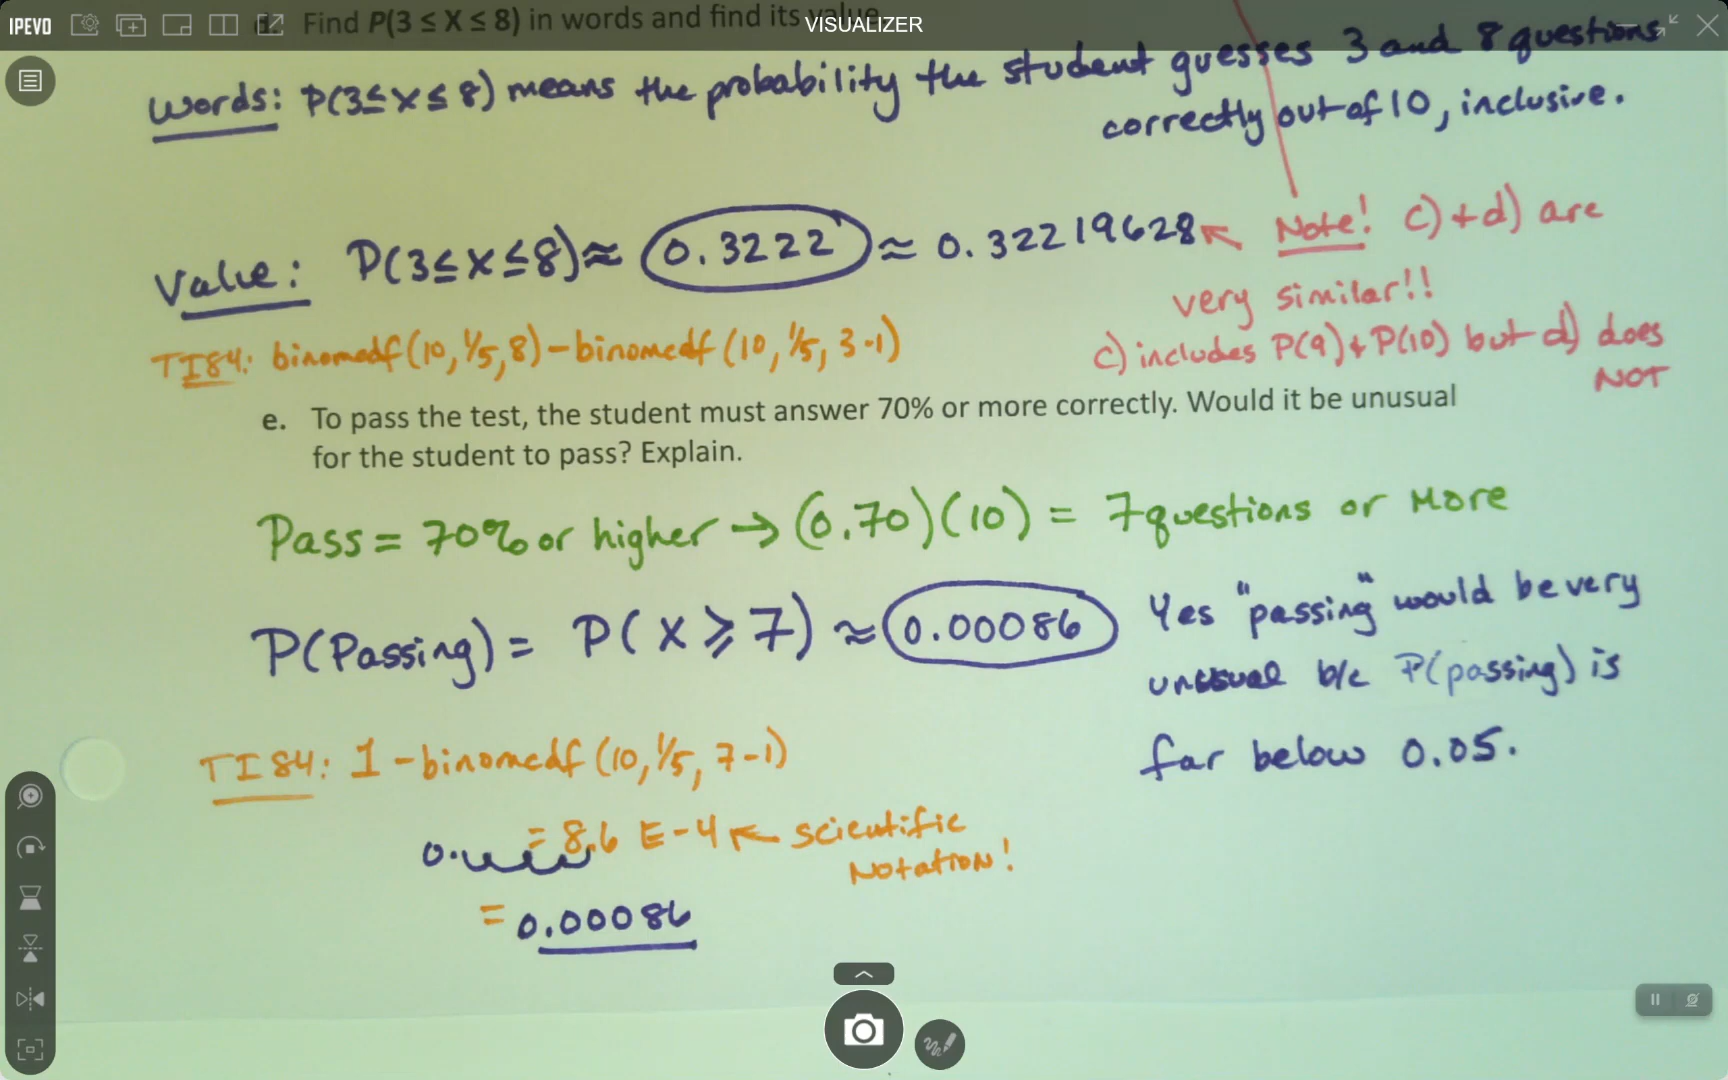 IPEVO
VISUALIZER
d. Find P(3 ≤ X ≤ 8) in words and find its value.
Words: P(3≤x≤8) means the probability the student guesses 3 and 8 questions
correctly out of 10, inclusive.
Value: P(3≤x≤8)≈ 0.3222 ≈ 0.32219628 ← Note! c) + d) are
very similar!!
TI84: binomcdf(10,1/5,8)-binomcdf(10,1/5,3-1)
c) includes P(9) + P(10) but d) does
NOT
e. To pass the test, the student must answer 70% or more correctly. Would it be unusual
for the student to pass? Explain.
Pass = 70% or higher → (0.70)(10) = 7 questions or More
P(Passing) = P(x ≥ 7) ≈ 0.00086
Yes "passing" would be very
unusual b/c P(passing) is
far below 0.05.
TI84: 1-binomcdf(10,1/5,7-1)
= 8.6 E-4 ← scientific
Notation!
0.
= 0.00086